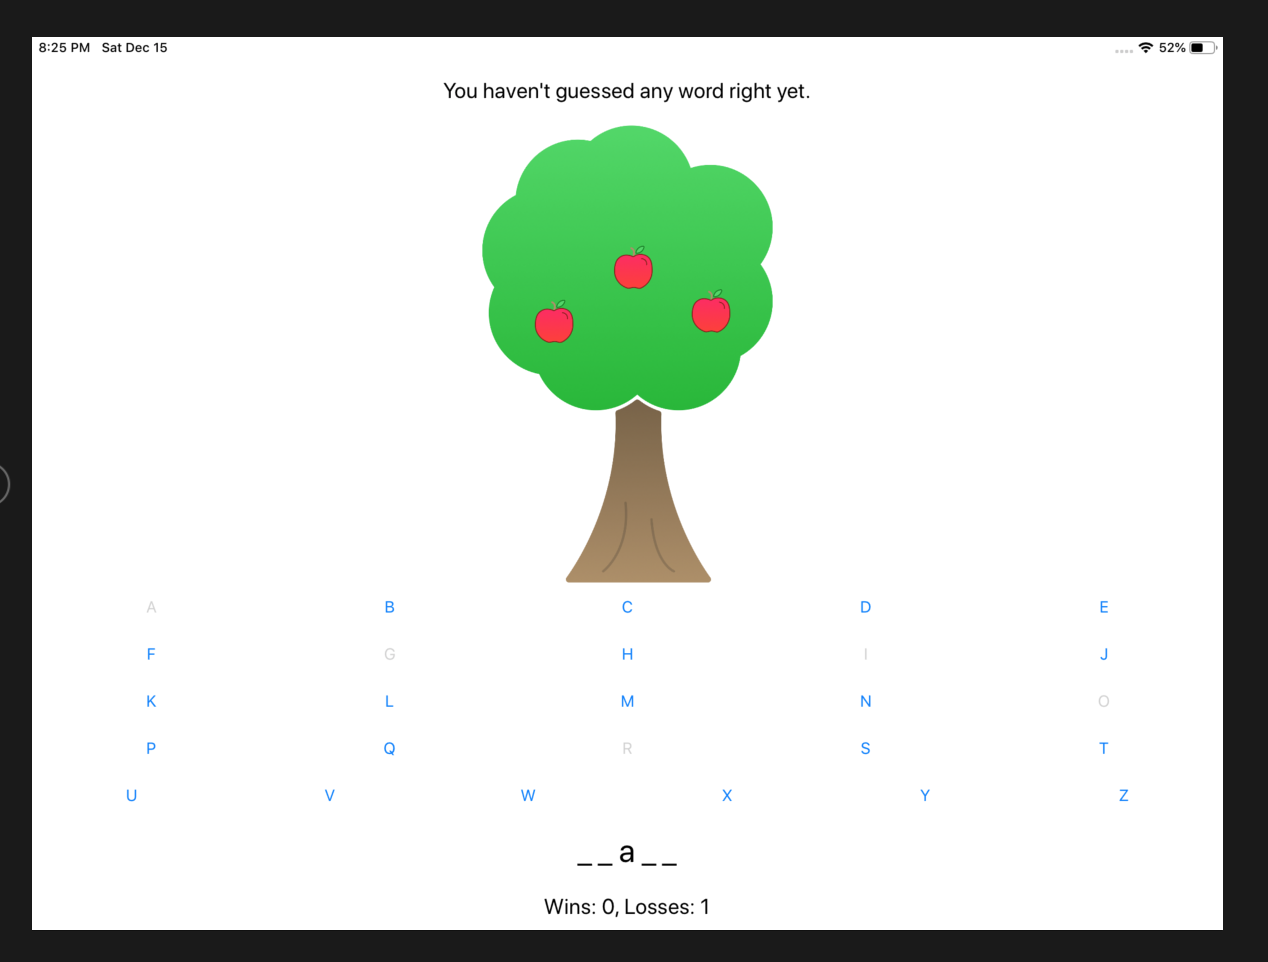 8:25 PM Sat Dec 15 52%
You haven't guessed any word right yet.
A B C D E
F G H I J
K L M N O
P Q R S T
U V W X Y Z
_ _ a _ _
Wins: 0, Losses: 1